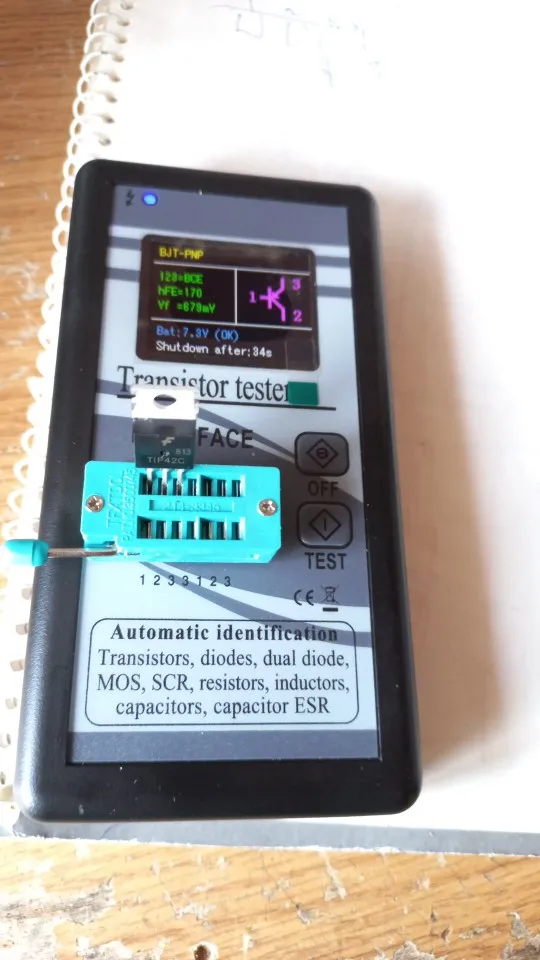 BJT-PNP
123=BCE
hFE=170
Vf =673mV
1
3
2
Bat:7.3V (OK)
Shutdown after:34s
Transistor tester
FACE
613
TIP42C
OFF
TEST
1 2 3 3 1 2 3
CE
Automatic identification
Transistors, diodes, dual diode,
MOS, SCR, resistors, inductors,
capacitors, capacitor ESR